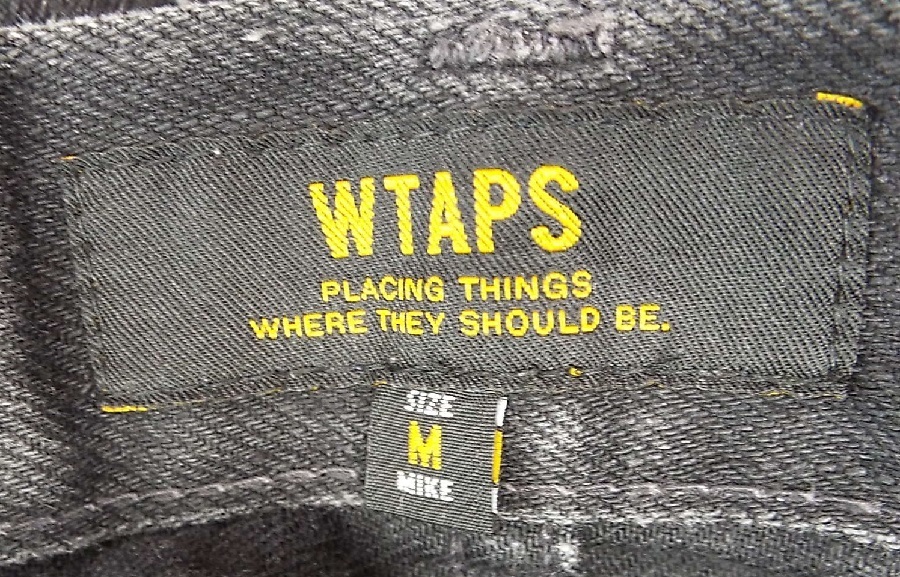 WTAPS
PLACING THINGS
WHERE THEY SHOULD BE.
SIZE
M
MIKE